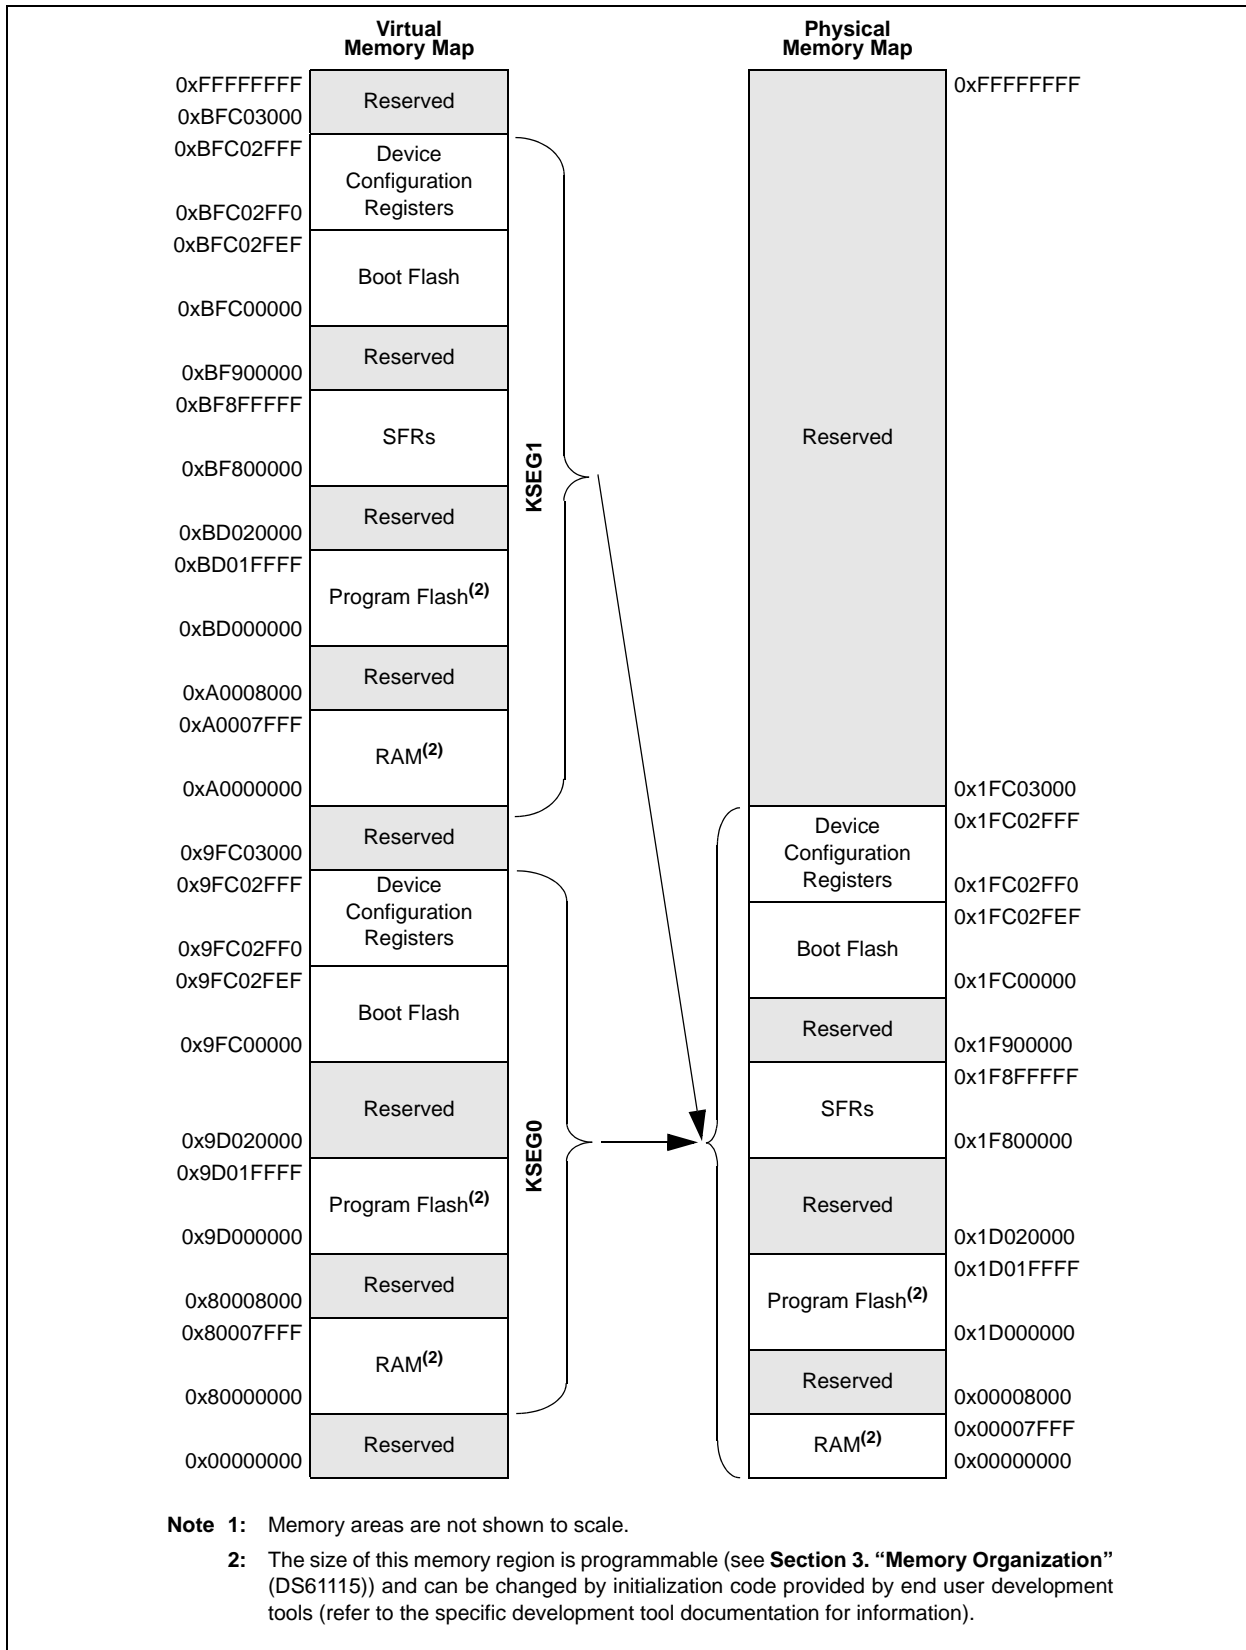 Virtual
Memory Map
0xFFFFFFFF
Reserved
0xBFC03000
0xBFC02FFF
Device
Configuration
Registers
0xBFC02FF0
0xBFC02FEF
Boot Flash
0xBFC00000
Reserved
0xBF900000
0xBF8FFFFF
SFRs
0xBF800000
Reserved
0xBD020000
0xBD01FFFF
Program Flash(2)
0xBD000000
Reserved
0xA0008000
0xA0007FFF
RAM(2)
0xA0000000
Reserved
0x9FC03000
0x9FC02FFF
Device
Configuration
Registers
0x9FC02FF0
0x9FC02FEF
Boot Flash
0x9FC00000
Reserved
0x9D020000
0x9D01FFFF
Program Flash(2)
0x9D000000
Reserved
0x80008000
0x80007FFF
RAM(2)
0x80000000
Reserved
0x00000000
KSEG1
KSEG0
Physical
Memory Map
0xFFFFFFFF
Reserved
0x1FC03000
Device
Configuration
Registers
0x1FC02FFF
0x1FC02FF0
0x1FC02FEF
Boot Flash
0x1FC00000
Reserved
0x1F900000
0x1F8FFFFF
SFRs
0x1F800000
Reserved
0x1D020000
0x1D01FFFF
Program Flash(2)
0x1D000000
Reserved
0x00008000
0x00007FFF
RAM(2)
0x00000000
Note 1: Memory areas are not shown to scale.
2: The size of this memory region is programmable (see Section 3. “Memory Organization”
(DS61115)) and can be changed by initialization code provided by end user development
tools (refer to the specific development tool documentation for information).